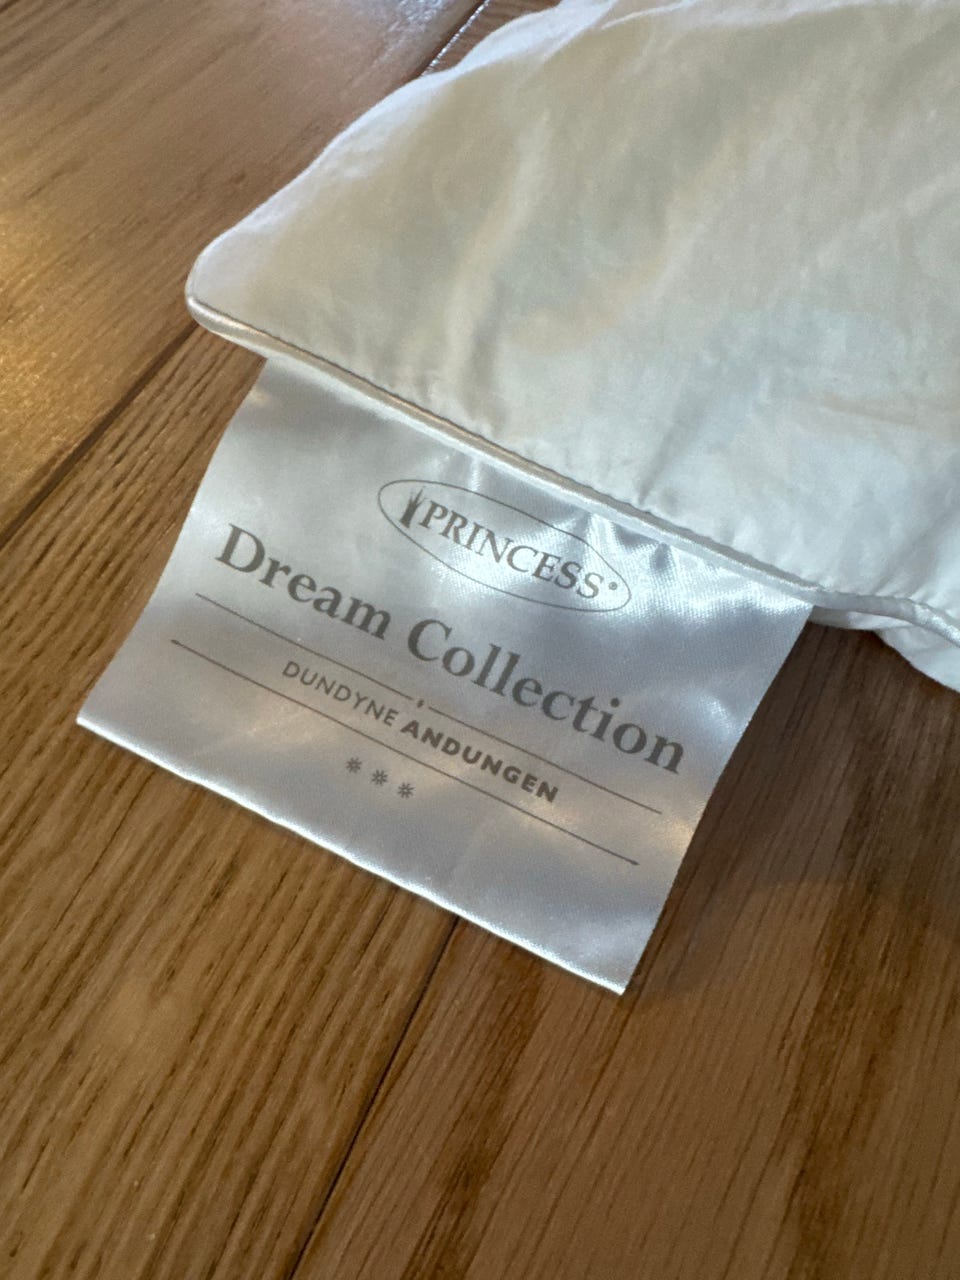 PRINCESS®
Dream Collection
DUNDYNE ANDUNGEN
***